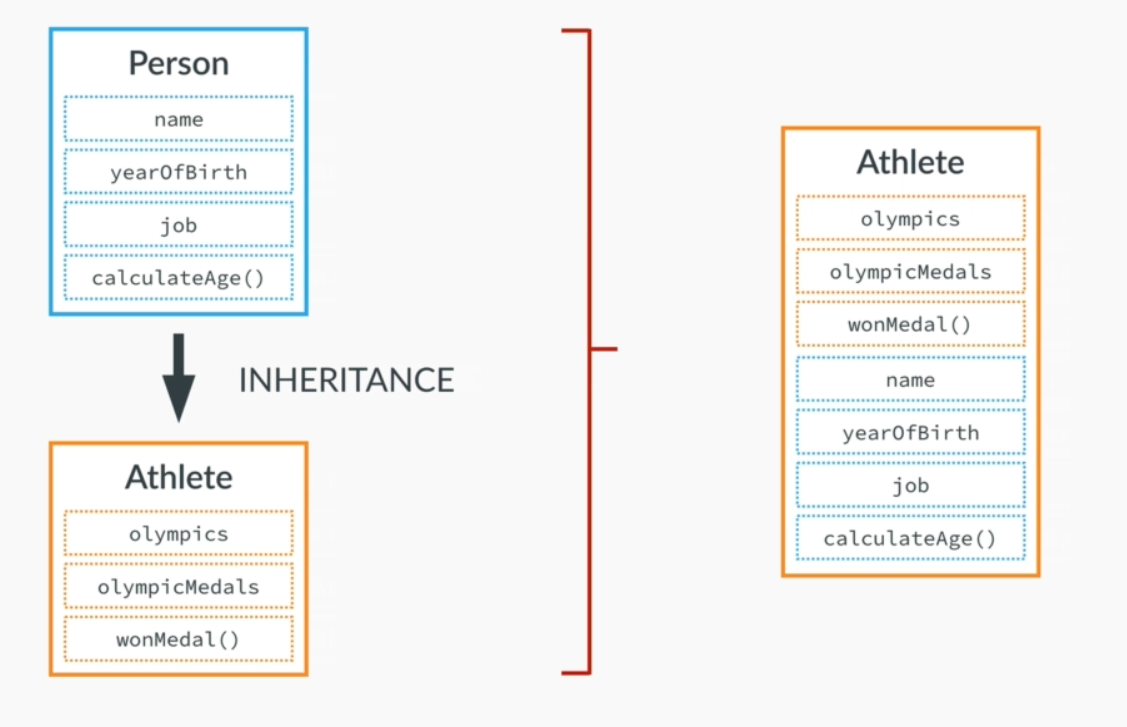 Person
name
yearOfBirth
job
calculateAge()
INHERITANCE
Athlete
olympics
olympicMedals
wonMedal()
Athlete
olympics
olympicMedals
wonMedal()
name
yearOfBirth
job
calculateAge()